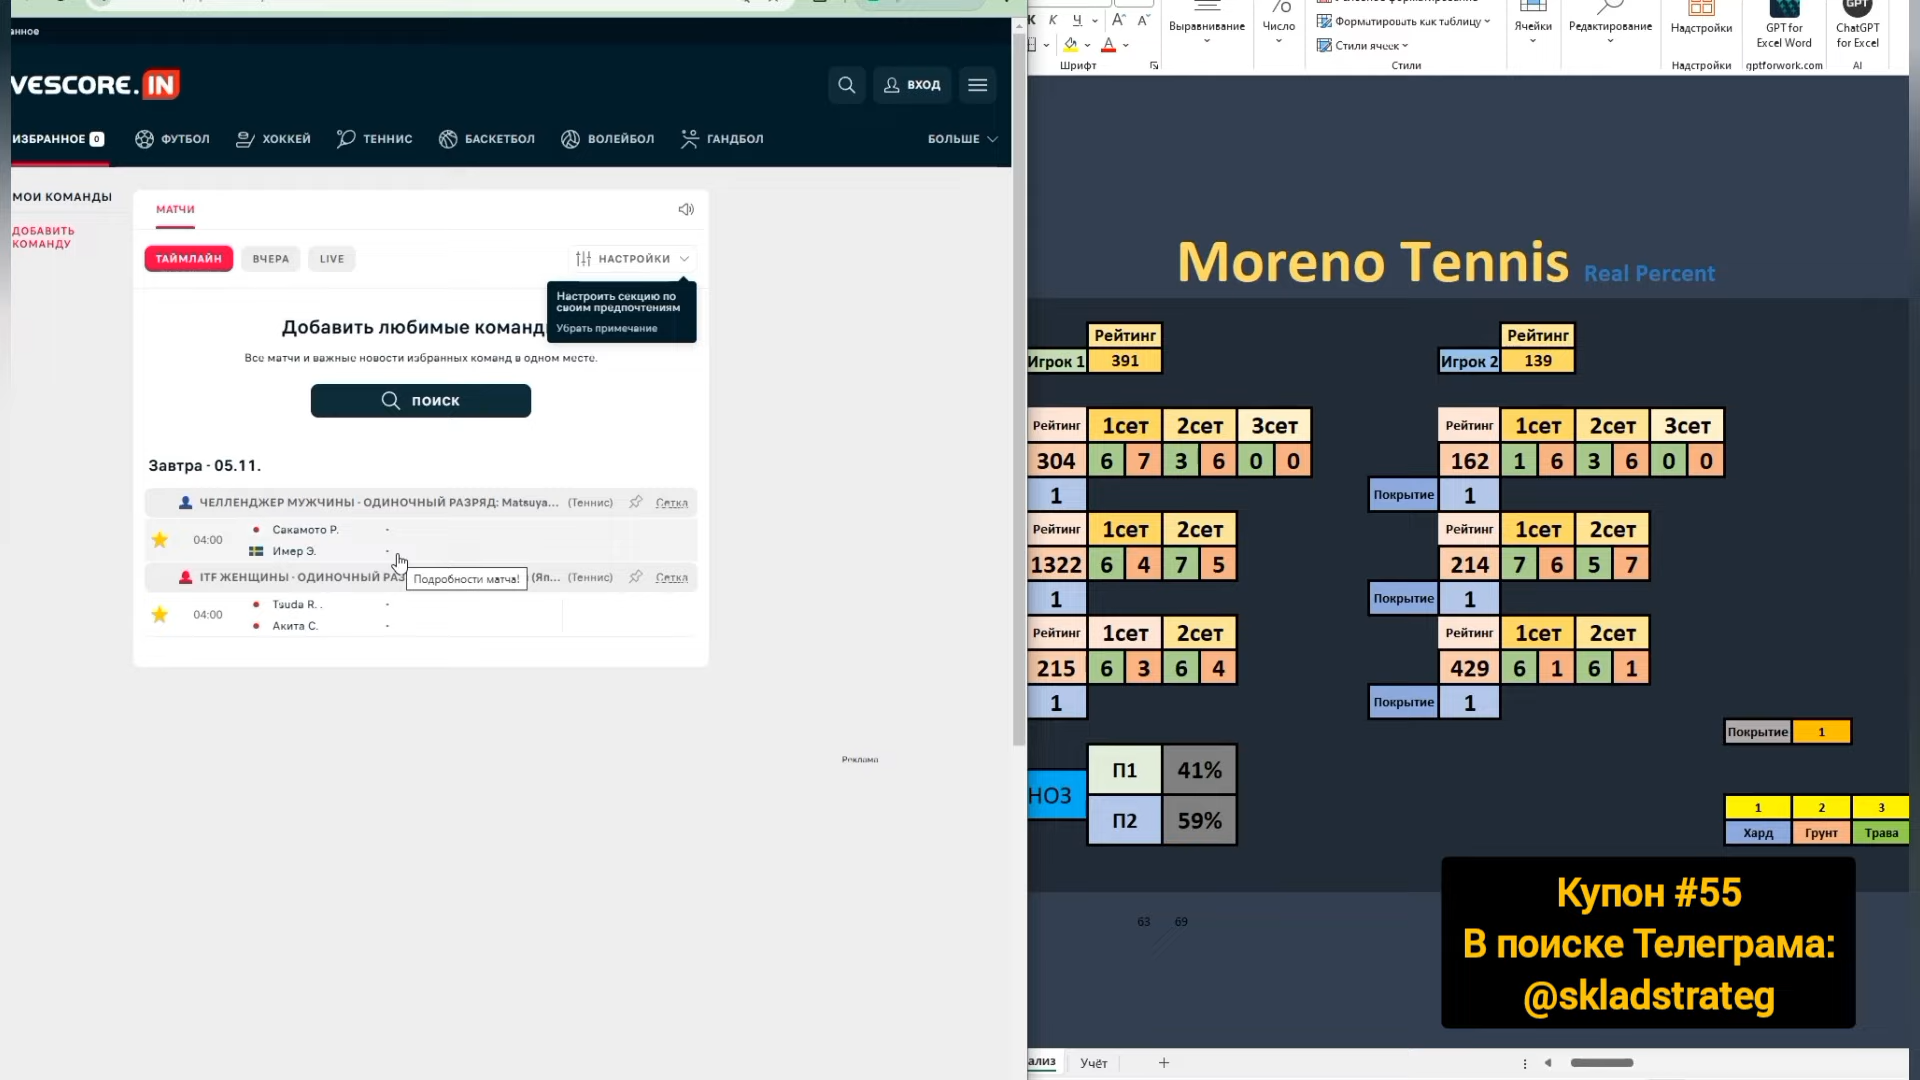 анное
VESCORE.IN
ВХОД
ИЗБРАННОЕ 0
ФУТБОЛ
ХОККЕЙ
ТЕННИС
БАСКЕТБОЛ
ВОЛЕЙБОЛ
ГАНДБОЛ
БОЛЬШЕ
МОИ КОМАНДЫ
ДОБАВИТЬ
КОМАНДУ
МАТЧИ
ТАЙМЛАЙН
ВЧЕРА
LIVE
НАСТРОЙКИ
Настроить секцию по
своим предпочтениям
Убрать примечание
Добавить любимые команд
Все матчи и важные новости избранных команд в одном месте.
ПОИСК
Завтра · 05.11.
ЧЕЛЛЕНДЖЕР МУЖЧИНЫ - ОДИНОЧНЫЙ РАЗРЯД: Matsuya... (Теннис) Сетка
04:00
Сакамото Р. -
Имер Э. -
ITF ЖЕНЩИНЫ - ОДИНОЧНЫЙ РАЗ (Яп... (Теннис) Сетка
Подробности матча!
04:00
Tsuda R. . -
Акита С. -
Реклама
К Ч
Шрифт
Выравнивание
Число
Форматировать как таблицу
Стили ячеек
Стили
Ячейки
Редактирование
Надстройки
Надстройки
GPT for
Excel Word
gptforwork.com
GPT
ChatGPT
for Excel
AI
Moreno Tennis Real Percent
Рейтинг
Игрок 1 391
Рейтинг 1сет 2сет 3сет
304 6 7 3 6 0 0
1
Рейтинг 1сет 2сет
1322 6 4 7 5
1
Рейтинг 1сет 2сет
215 6 3 6 4
1
НОЗ
П1 41%
П2 59%
Рейтинг
Игрок 2 139
Рейтинг 1сет 2сет 3сет
162 1 6 3 6 0 0
Покрытие 1
Рейтинг 1сет 2сет
214 7 6 5 7
Покрытие 1
Рейтинг 1сет 2сет
429 6 1 6 1
Покрытие 1
Покрытие 1
1 2 3
Хард Грунт Трава
63 69
Купон #55
В поиске Телеграма:
@skladstrateg
ализ
Учёт